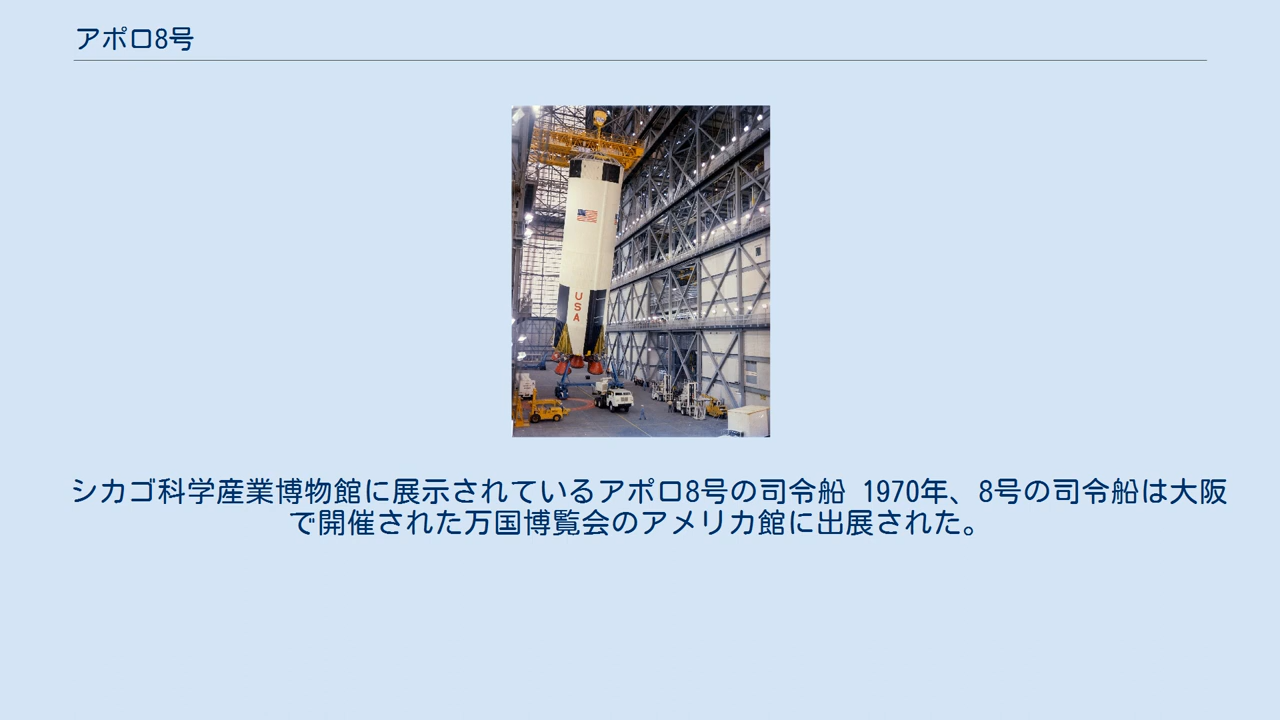 アポロ8号
USA
シカゴ科学産業博物館に展示されているアポロ8号の司令船 1970年、8号の司令船は大阪
で開催された万国博覧会のアメリカ館に出展された。